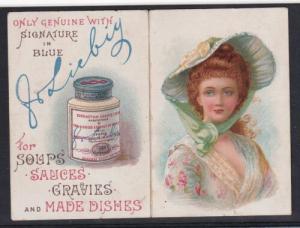 ONLY GENUINE WITH
SIGNATURE
IN
BLUE
J v Liebig
for
SOUPS
SAUCES
GRAVIES
AND MADE DISHES